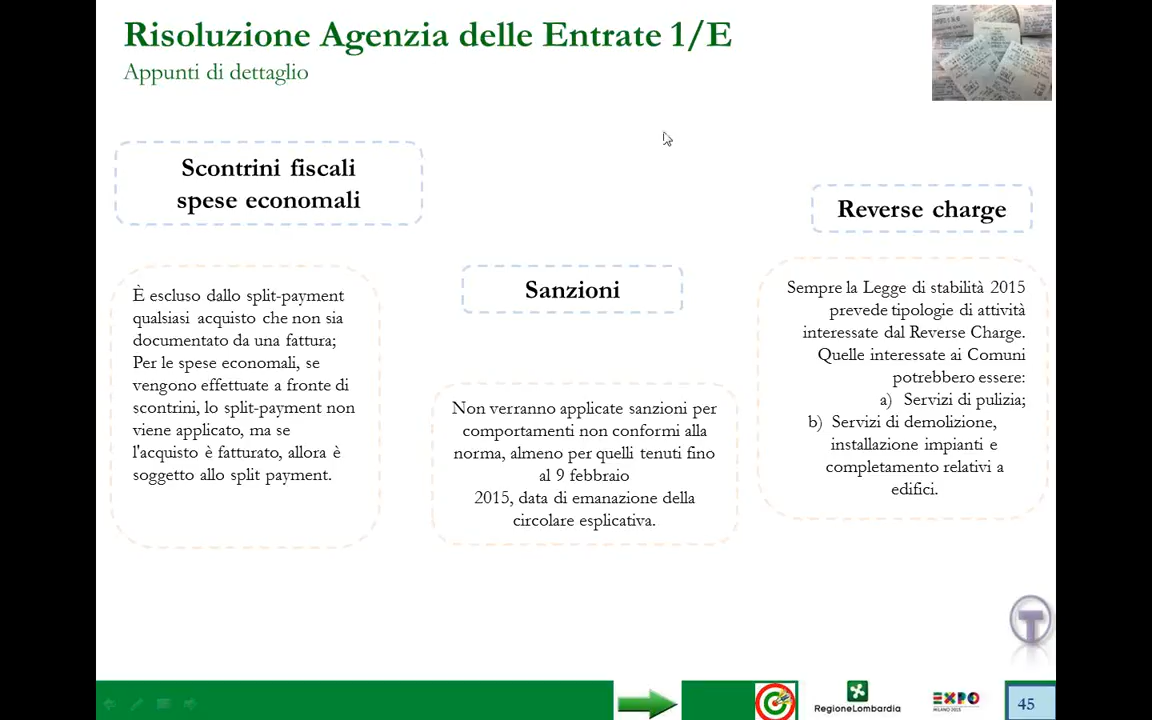 Risoluzione Agenzia delle Entrate 1/E
Appunti di dettaglio
Scontrini fiscali
spese economali
È escluso dallo split-payment
qualsiasi acquisto che non sia
documentato da una fattura;
Per le spese economali, se
vengono effettuate a fronte di
scontrini, lo split-payment non
viene applicato, ma se
l'acquisto è fatturato, allora è
soggetto allo split payment.
Sanzioni
Non verranno applicate sanzioni per
comportamenti non conformi alla
norma, almeno per quelli tenuti fino
al 9 febbraio
2015, data di emanazione della
circolare esplicativa.
Reverse charge
Sempre la Legge di stabilità 2015
prevede tipologie di attività
interessate dal Reverse Charge.
Quelle interessate ai Comuni
potrebbero essere:
a) Servizi di pulizia;
b) Servizi di demolizione,
installazione impianti e
completamento relativi a
edifici.
T
RegioneLombardia
EXPO
MILANO 2015
45